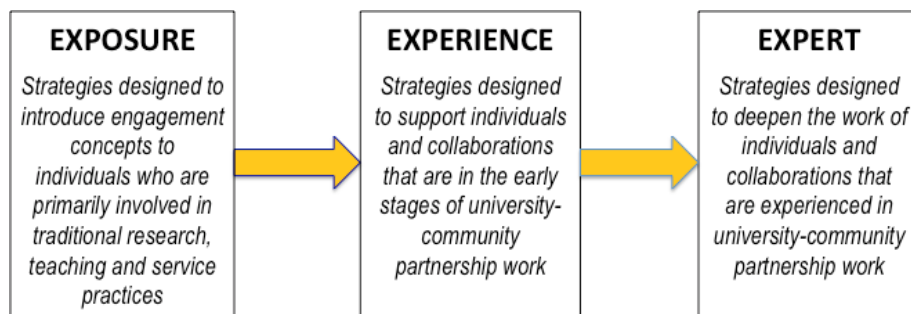 EXPOSURE
Strategies designed to
introduce engagement
concepts to
individuals who are
primarily involved in
traditional research,
teaching and service
practices
EXPERIENCE
Strategies designed
to support individuals
and collaborations
that are in the early
stages of university-
community
partnership work
EXPERT
Strategies designed
to deepen the work of
individuals and
collaborations that
are experienced in
university-community
partnership work